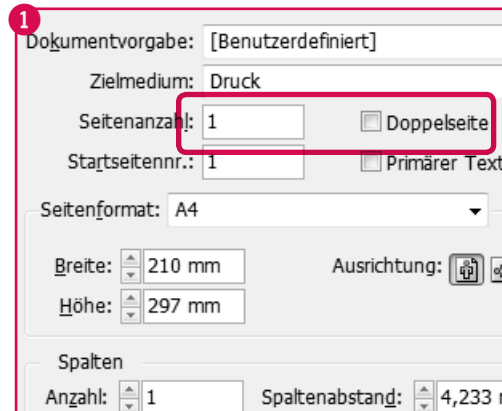 1
Dokumentvorgabe: [Benutzerdefiniert]
Zielmedium: Druck
Seitenanzahl: 1 Doppelseite
Startseitennr.: 1 Primärer Text
Seitenformat: A4
Breite: 210 mm Ausrichtung:
Höhe: 297 mm
Spalten
Anzahl: 1 Spaltenabstand: 4,233